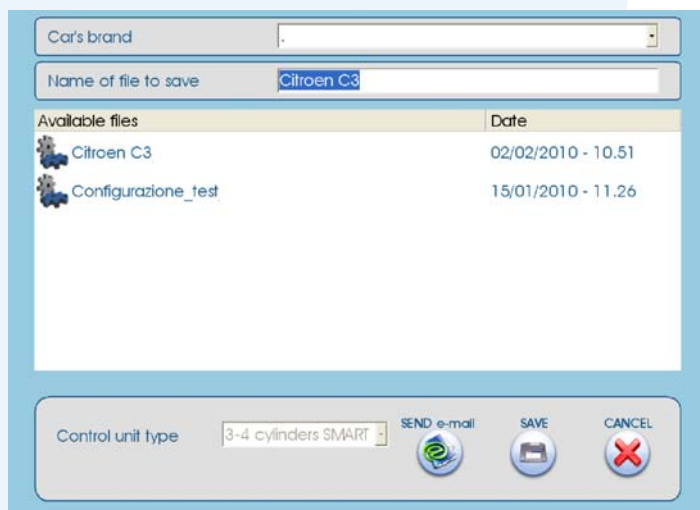 Car's brand .
Name of file to save Citroen C3
Available files Date
Citroen C3 02/02/2010 - 10.51
Configurazione_test 15/01/2010 - 11.26
SEND e-mail SAVE CANCEL
Control unit type 3-4 cylinders SMART